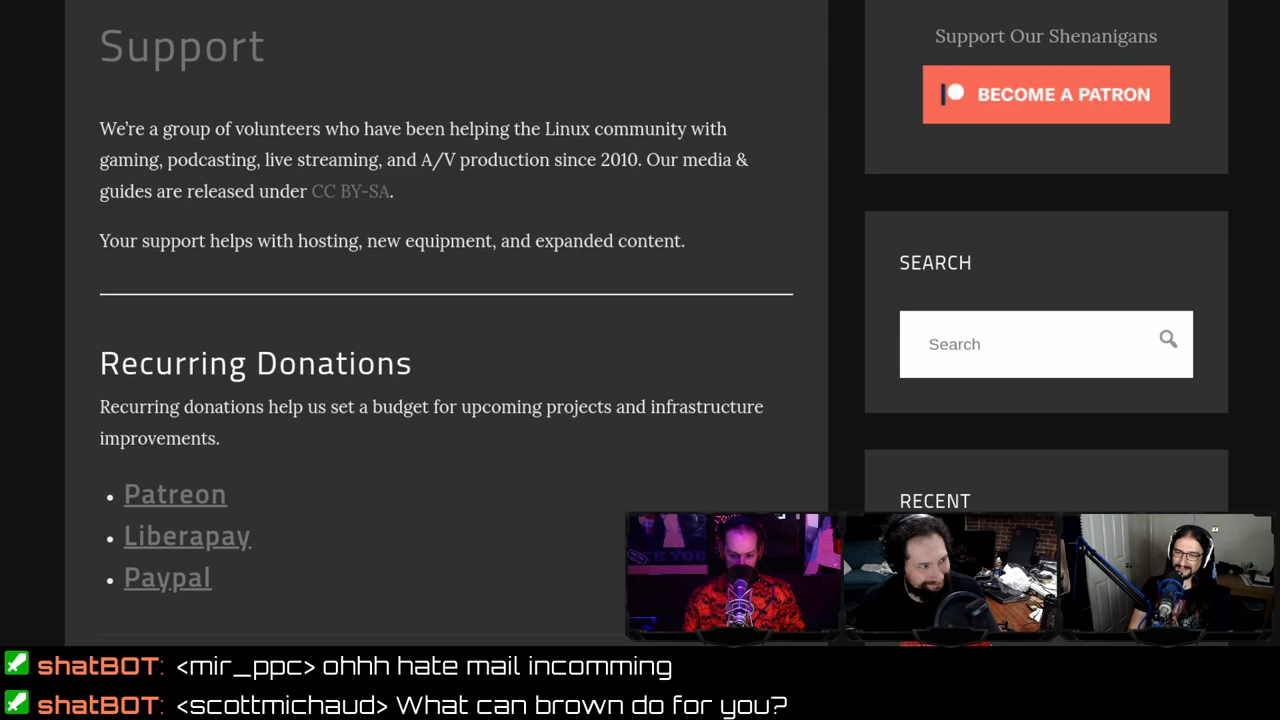 Support
We're a group of volunteers who have been helping the Linux community with
gaming, podcasting, live streaming, and A/V production since 2010. Our media &
guides are released under CC BY-SA.
Your support helps with hosting, new equipment, and expanded content.
Recurring Donations
Recurring donations help us set a budget for upcoming projects and infrastructure
improvements.
• Patreon
• Liberapay
• Paypal
Support Our Shenanigans
BECOME A PATRON
SEARCH
Search
RECENT
shatBOT: <mir_ppc> ohhh hate mail incomming
shatBOT: <scottmichaud> What can brown do for you?